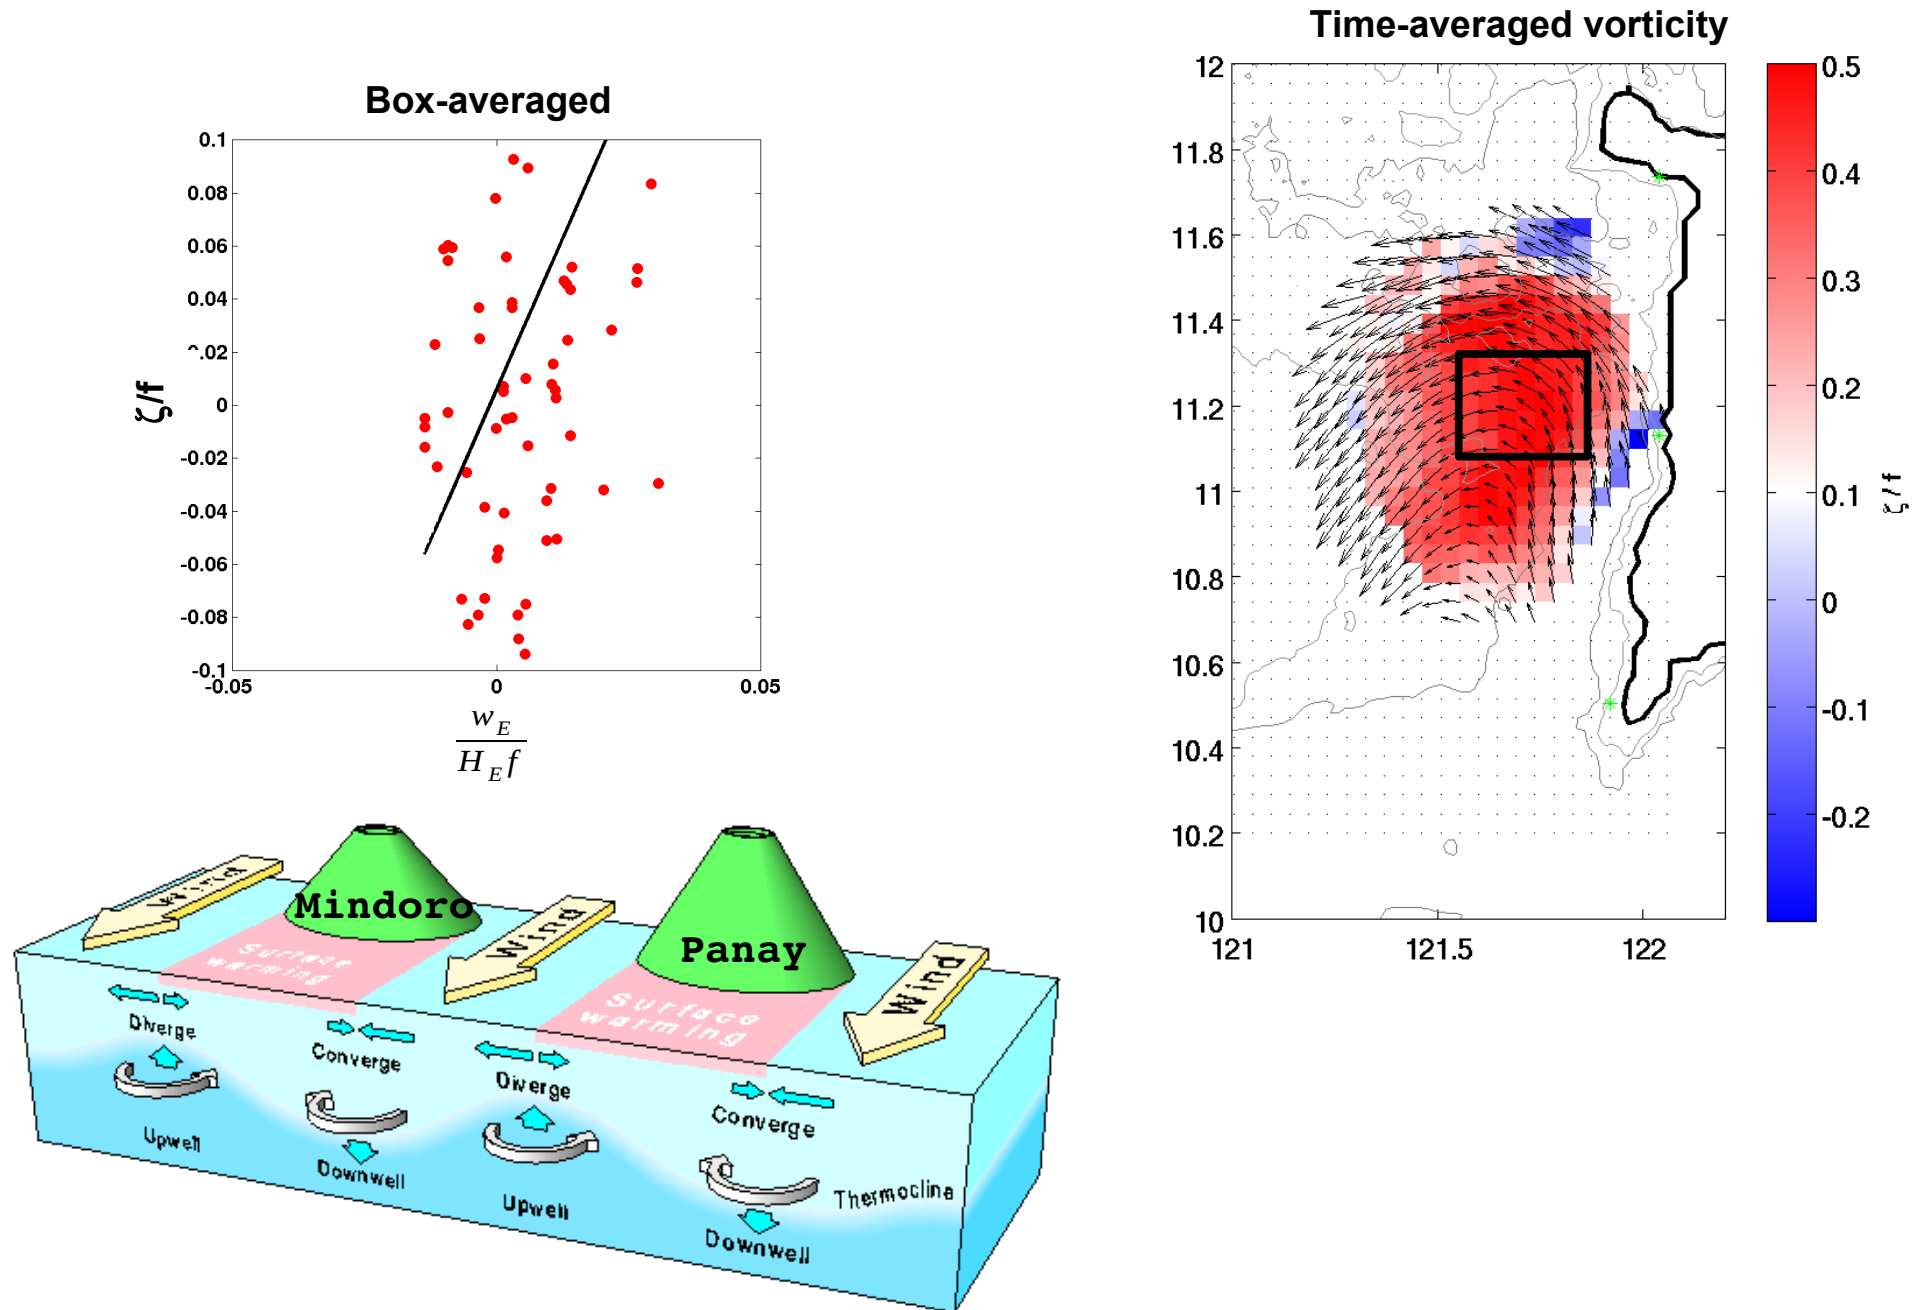 Time-averaged vorticity
Box-averaged
0.1
0.08
0.06
0.04
.02
0
-0.02
-0.04
-0.06
-0.08
-0.1
-0.05
0
0.05
ζ/f
w_E
H_E f
12
11.8
11.6
11.4
11.2
11
10.8
10.6
10.4
10.2
10
121
121.5
122
0.5
0.4
0.3
0.2
0.1
0
-0.1
-0.2
ζ / f
Mindoro
Panay
Wind
Wind
Wind
Surface
warming
Surface
warming
Diverge
Converge
Diverge
Converge
Upwell
Downwell
Upwell
Downwell
Thermocline